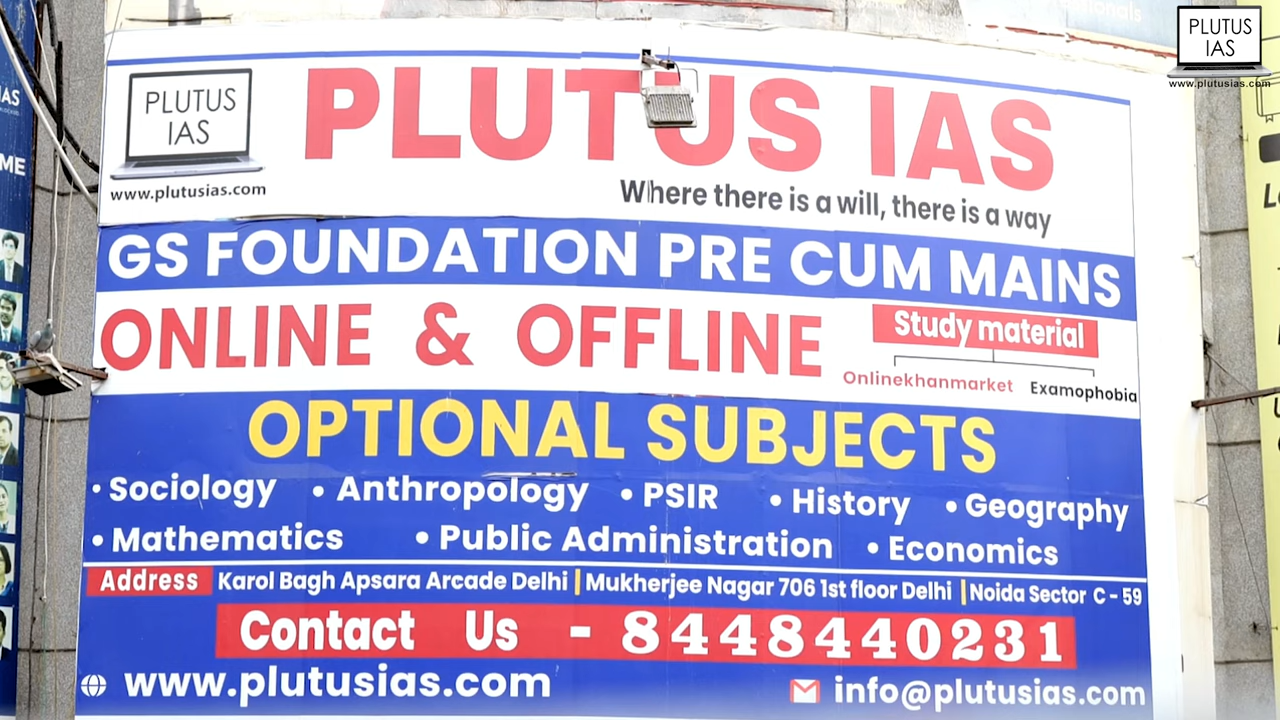 PLUTUS IAS
www.plutusias.com
PLUTUS IAS
www.plutusias.com
PLUTUS IAS
Where there is a will, there is a way
GS FOUNDATION PRE CUM MAINS
ONLINE & OFFLINE
Study material
Onlinekhanmarket Examophobia
OPTIONAL SUBJECTS
• Sociology • Anthropology • PSIR • History • Geography
• Mathematics • Public Administration • Economics
Address Karol Bagh Apsara Arcade Delhi | Mukherjee Nagar 706 1st floor Delhi | Noida Sector C - 59
Contact Us - 8448440231
www.plutusias.com info@plutusias.com